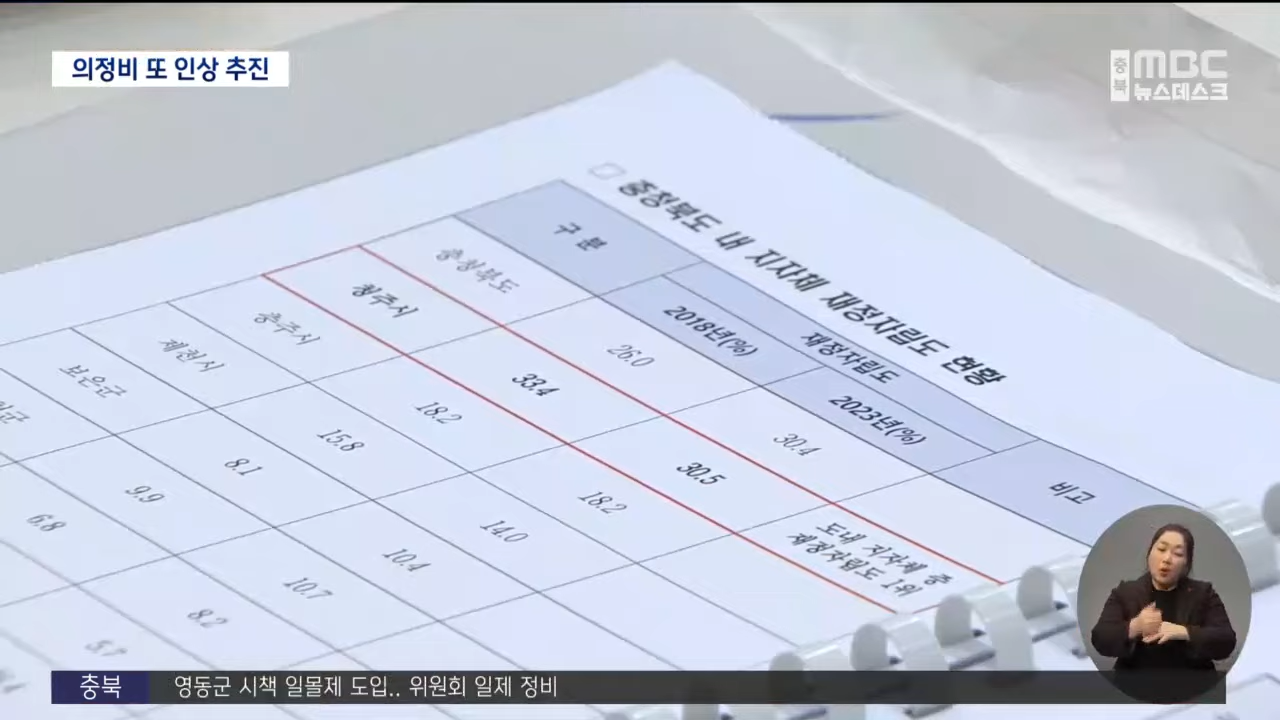 의정비 또 인상 추진
충북
MBC
뉴스데스크
□ 충청북도 내 지자체 재정자립도 현황
구 분
재정자립도
비고
2018년(%)
2023년(%)
충청북도
26.0
30.4
청주시
33.4
30.5
도내 지자체 중
재정자립도 1위
충주시
18.2
18.2
제천시
15.8
14.0
보은군
8.1
10.4
9.9
10.7
6.8
8.2
5.7
충북
영동군 시책 일몰제 도입.. 위원회 일제 정비